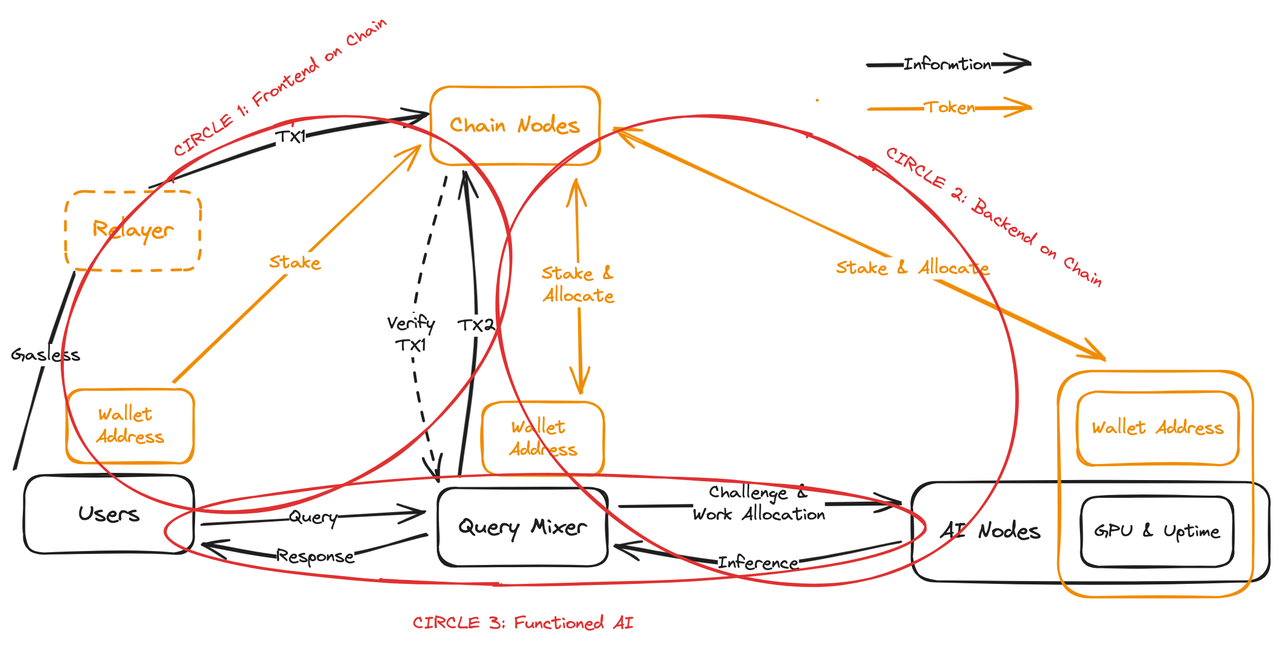 CIRCLE 1: Frontend on Chain
Informtion
Token
Chain Nodes
TX1
CIRCLE 2: Backend on Chain
Relayer
Stake
Stake &
Allocate
Stake & Allocate
Verify
TX1
TX2
Gasless
Wallet
Address
Wallet
Address
Wallet Address
Users
Query
Response
Query Mixer
Challenge &
Work Allocation
Inference
AI Nodes
GPU & Uptime
CIRCLE 3: Functioned AI